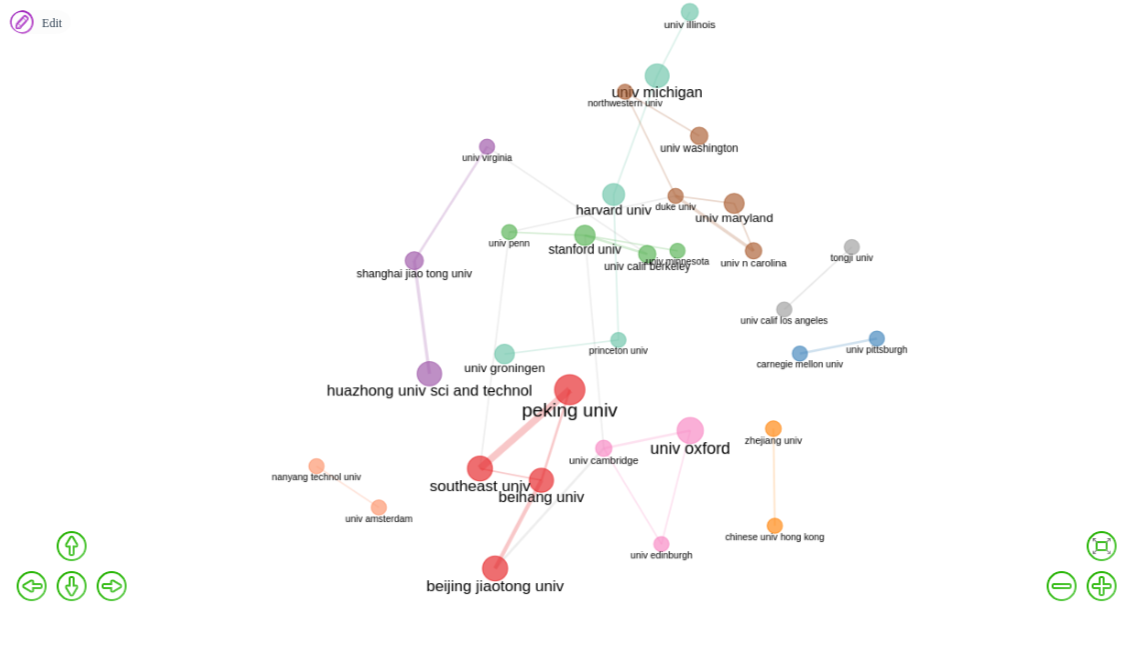 Edit
univ illinois
univ michigan
northwestern univ
univ washington
univ virginia
harvard univ
duke univ
univ maryland
univ penn
stanford univ
univ calif berkeley
univ minnesota
univ n carolina
tongji univ
shanghai jiao tong univ
univ calif los angeles
princeton univ
univ pittsburgh
carnegie mellon univ
univ groningen
huazhong univ sci and technol
peking univ
zhejiang univ
univ oxford
univ cambridge
nanyang technol univ
southeast univ
beihang univ
univ amsterdam
chinese univ hong kong
univ edinburgh
beijing jiaotong univ